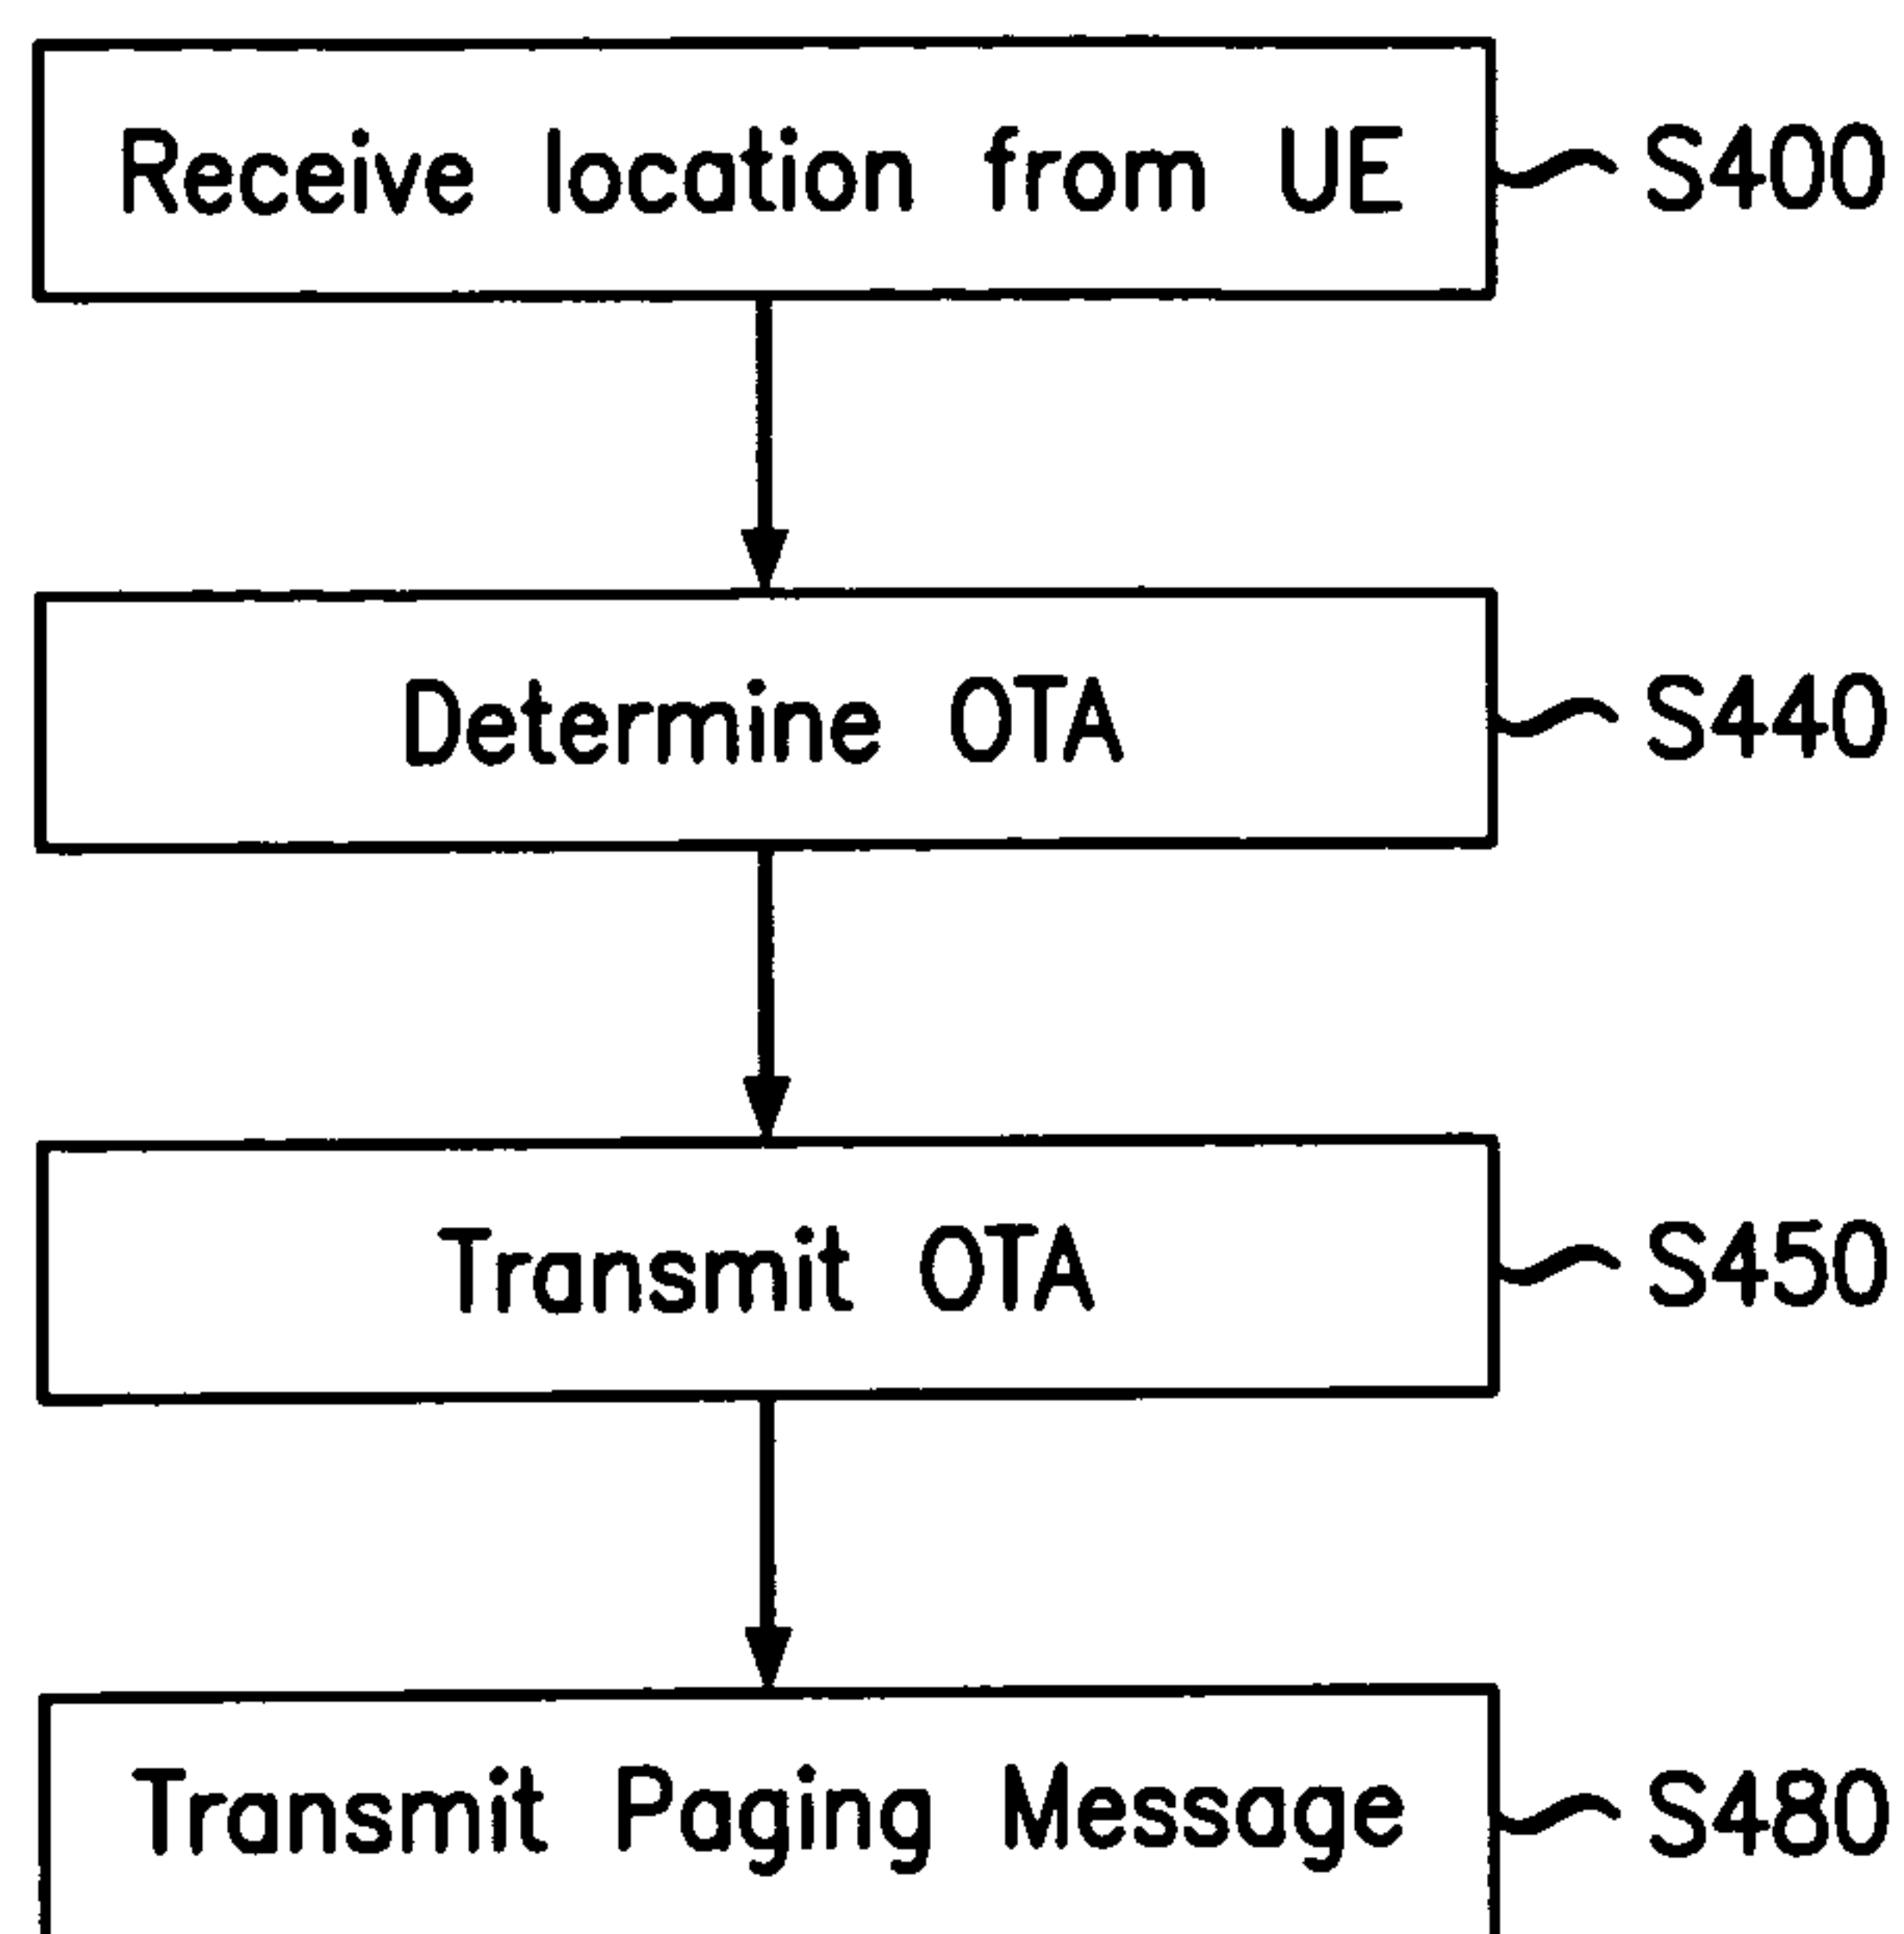 Receive location from UE S400
Determine OTA S440
Transmit OTA S450
Transmit Paging Message S480